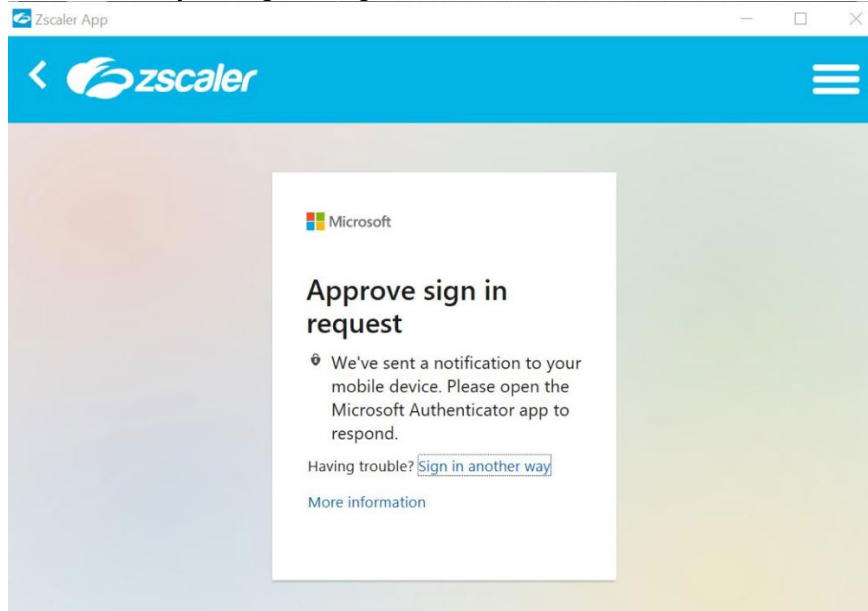 Zscaler App
zscaler
Microsoft
Approve sign in
request
We've sent a notification to your
mobile device. Please open the
Microsoft Authenticator app to
respond.
Having trouble? Sign in another way
More information